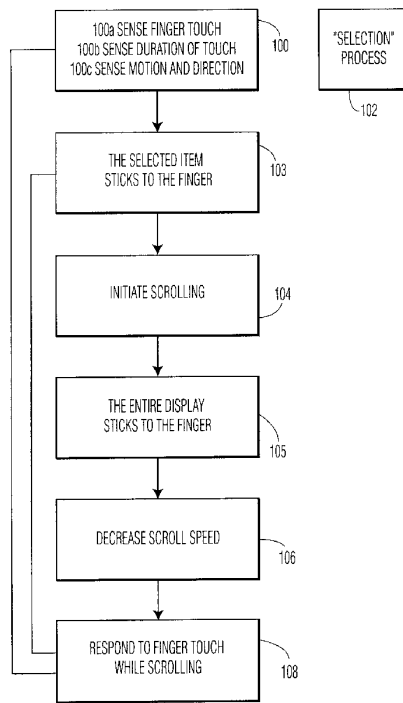 100a SENSE FINGER TOUCH
100b SENSE DURATION OF TOUCH
100c SENSE MOTION AND DIRECTION
100
"SELECTION"
PROCESS
102
THE SELECTED ITEM
STICKS TO THE FINGER
103
INITIATE SCROLLING
104
THE ENTIRE DISPLAY
STICKS TO THE FINGER
105
DECREASE SCROLL SPEED
106
RESPOND TO FINGER TOUCH
WHILE SCROLLING
108